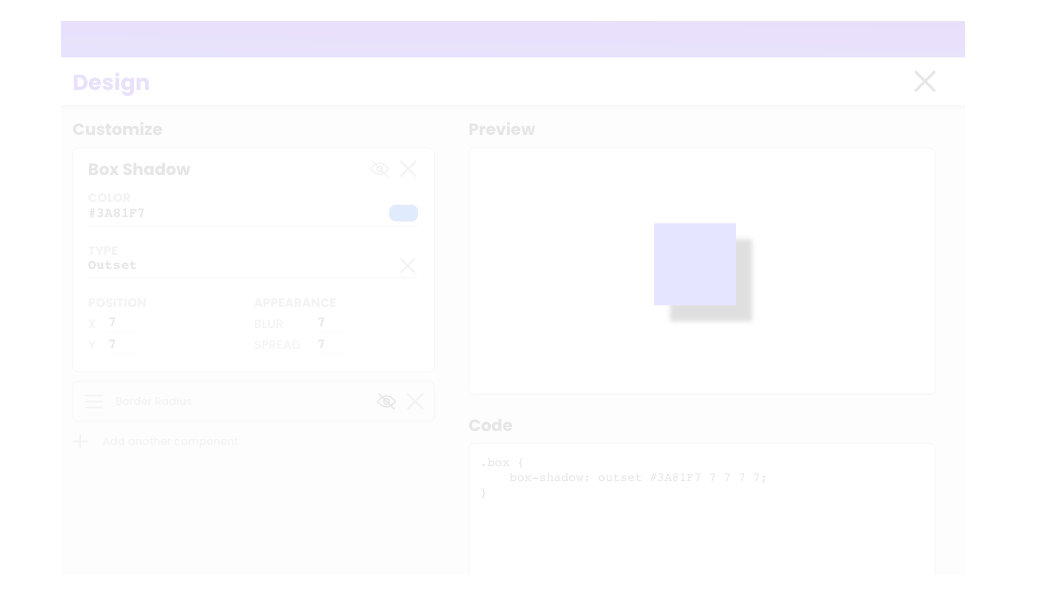 Design
Customize
Box Shadow
COLOR
#3A81F7
TYPE
Outset
POSITION
APPEARANCE
X 7
BLUR 7
Y 7
SPREAD 7
Border Radius
Add another component
Preview
Code
.box {
box-shadow: outset #3A81F7 7 7 7 7;
}